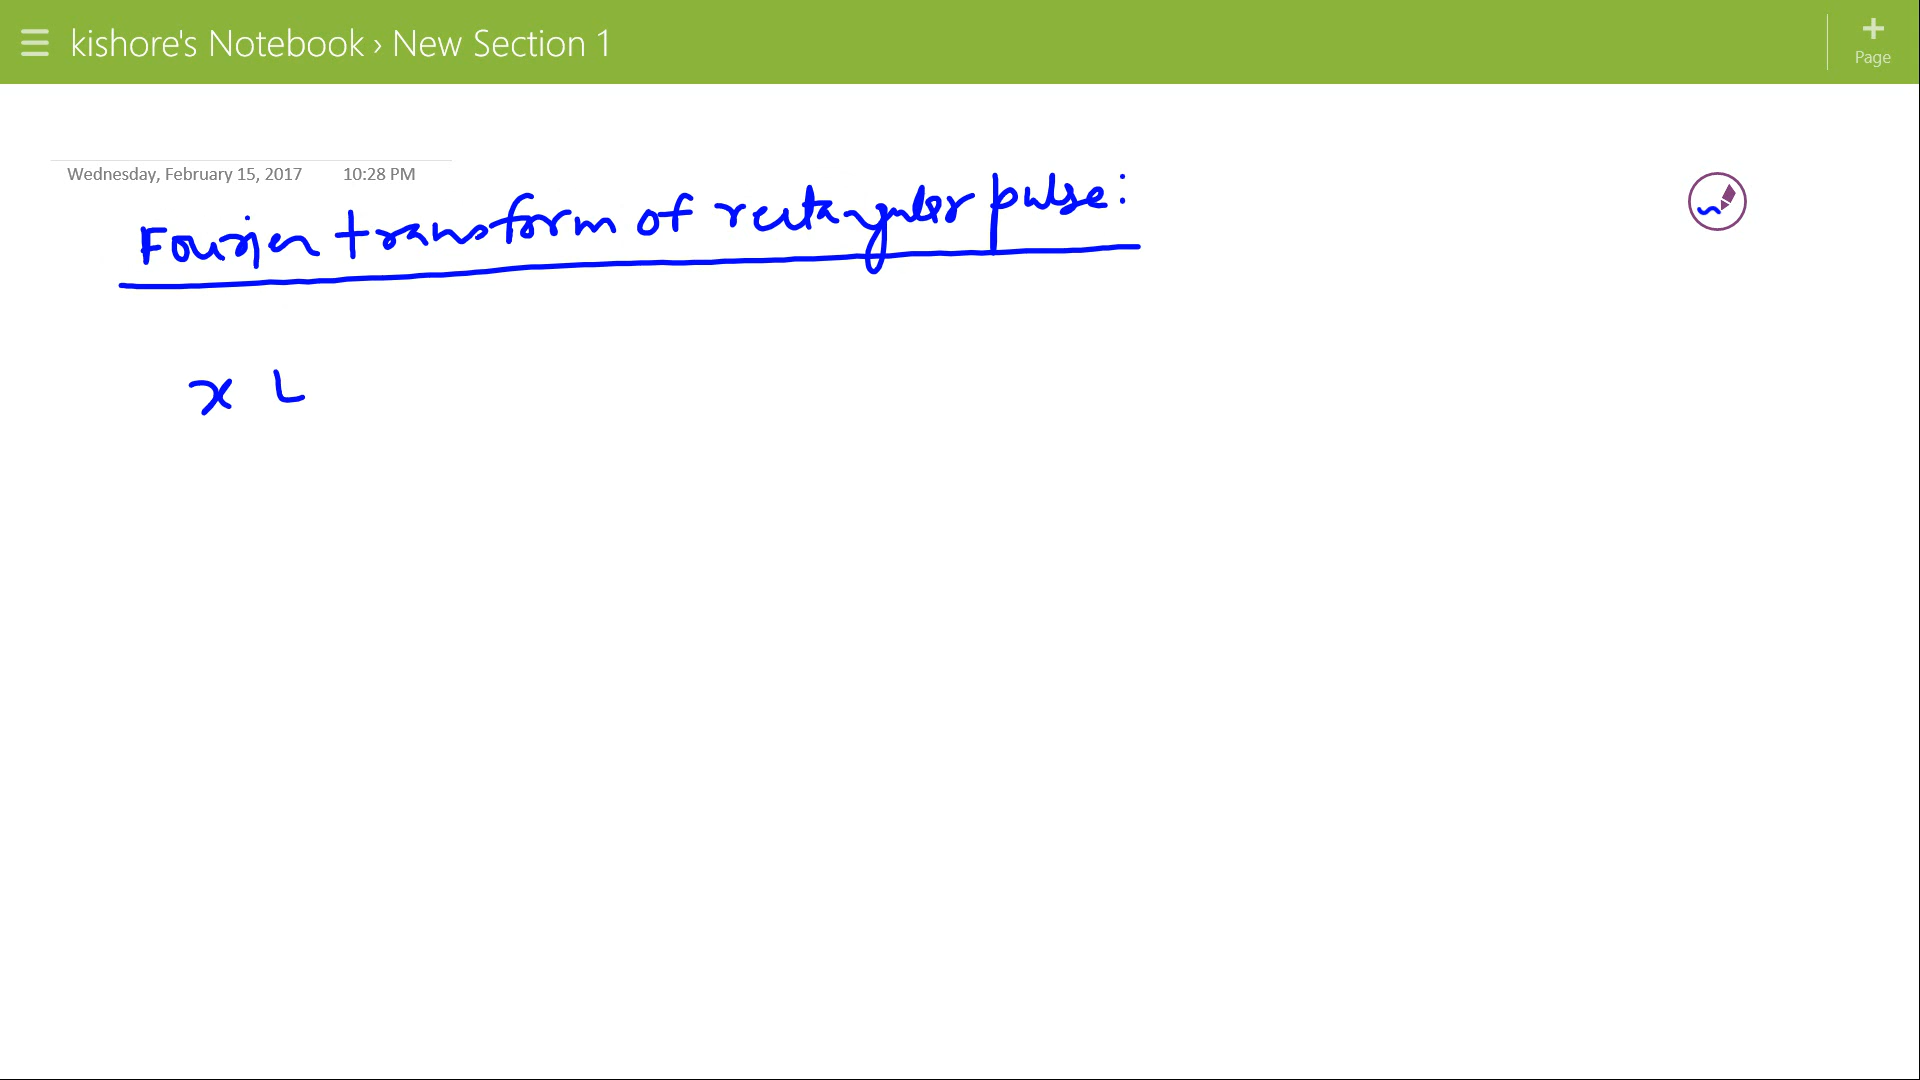 kishore's Notebook › New Section 1
Page
Wednesday, February 15, 2017 10:28 PM
Fourier transform of rectangular pulse:
x